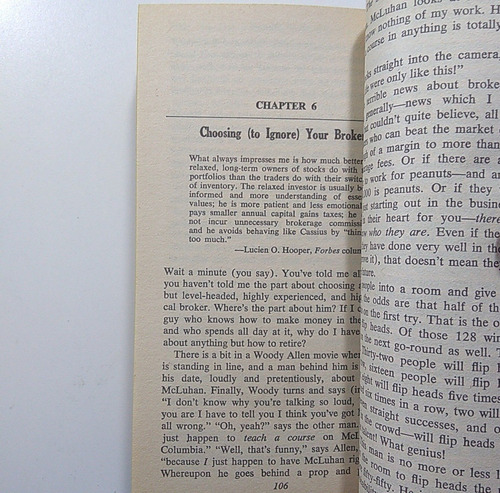 CHAPTER 6
Choosing (to Ignore) Your Broker
What always impresses me is how much better
relaxed, long-term owners of stocks do with
portfolios than the traders do with their
of inventory. The relaxed investor is usually
informed and more understanding of
values; he is more patient and less emotional
pays smaller annual capital gains taxes; he
not incur unnecessary brokerage
and he avoids behaving like Cassius by
too much."
—Lucien O. Hooper, Forbes
Wait a minute (you say). You've told me
you haven't told me the part about choosing
but level-headed, highly experienced, and
cal broker. Where's the part about him? If I
guy who knows how to make money in the
and who spends all day at it, why do I have
about anything but how to retire?
There is a bit in a Woody Allen movie
is standing in line, and a man behind him is
his date, loudly and pretentiously, about
McLuhan. Finally, Woody turns and says
"I don't know why you're talking so loud,
you are I have to tell you I think you've got
all wrong." "Oh, yeah?" says the other man.
just happen to teach a course on
Columbia." "Well, that's funny," says Allen,
"because I just happen to have McLuhan
Whereupon he goes behind a prop and
106
McLuhan looks
nothing of my work.
in anything is totally
straight into the camera,
were only like this!"
news about
—news which I
couldn't quite believe, all
who can beat the market
of a margin to more than
fees. Or if there are
work for peanuts—and
is peanuts. Or if they
starting out in the
their heart for you—
who they are. Even if the
have done very well in the
it), that doesn't mean
into a room and give
the odds are that half of
on the first try. That is the
heads. Of those 128
the next go-round as well.
people will flip
sixteen people will flip
will flip heads five times
six times in a row, two will
straight successes, and
the crowd—will flip heads
What genius!
man is no more or less
the room to flip heads the